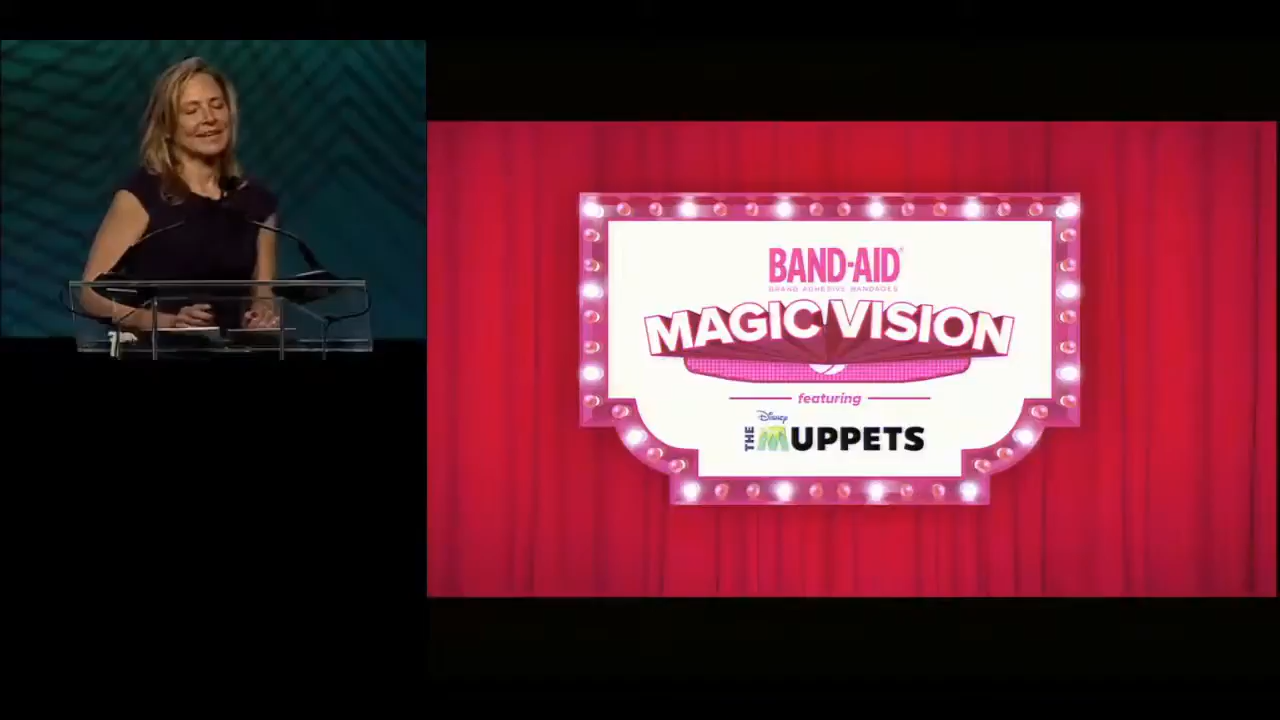 BAND-AID®
BRAND ADHESIVE BANDAGES
MAGIC VISION
featuring
Disney
THE MUPPETS